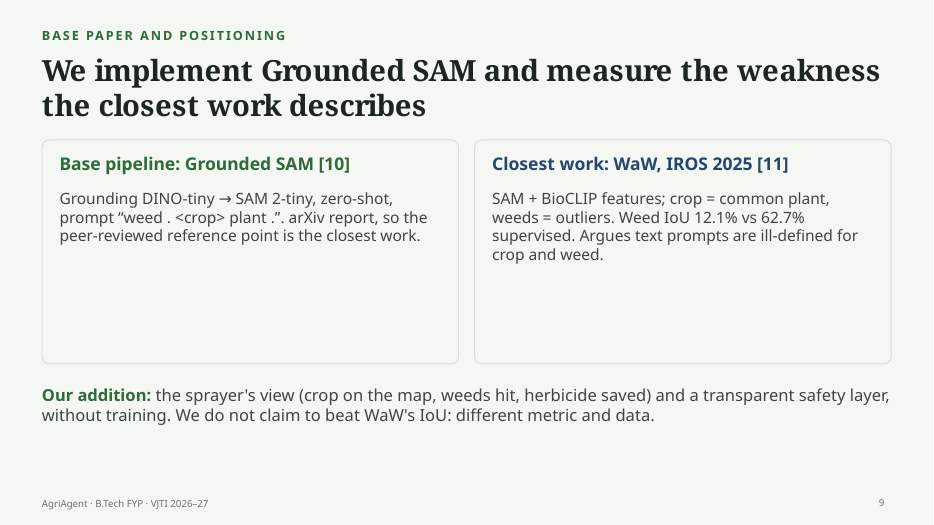 BASE PAPER AND POSITIONING
We implement Grounded SAM and measure the weakness
the closest work describes
Base pipeline: Grounded SAM [10]
Grounding DINO-tiny → SAM 2-tiny, zero-shot,
prompt “weed . <crop> plant .”. arXiv report, so the
peer-reviewed reference point is the closest work.
Closest work: WaW, IROS 2025 [11]
SAM + BioCLIP features; crop = common plant,
weeds = outliers. Weed IoU 12.1% vs 62.7%
supervised. Argues text prompts are ill-defined for
crop and weed.
Our addition: the sprayer's view (crop on the map, weeds hit, herbicide saved) and a transparent safety layer,
without training. We do not claim to beat WaW's IoU: different metric and data.
AgriAgent · B.Tech FYP · VJTI 2026–27
9